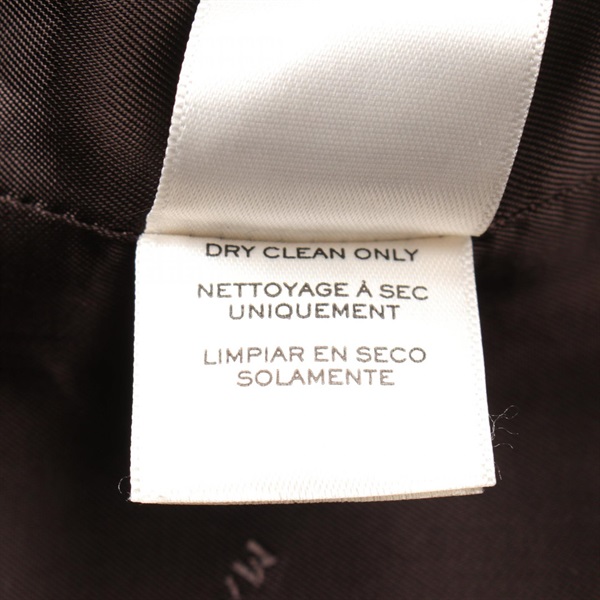 DRY CLEAN ONLY
NETTOYAGE À SEC
UNIQUEMENT
LIMPIAR EN SECO
SOLAMENTE